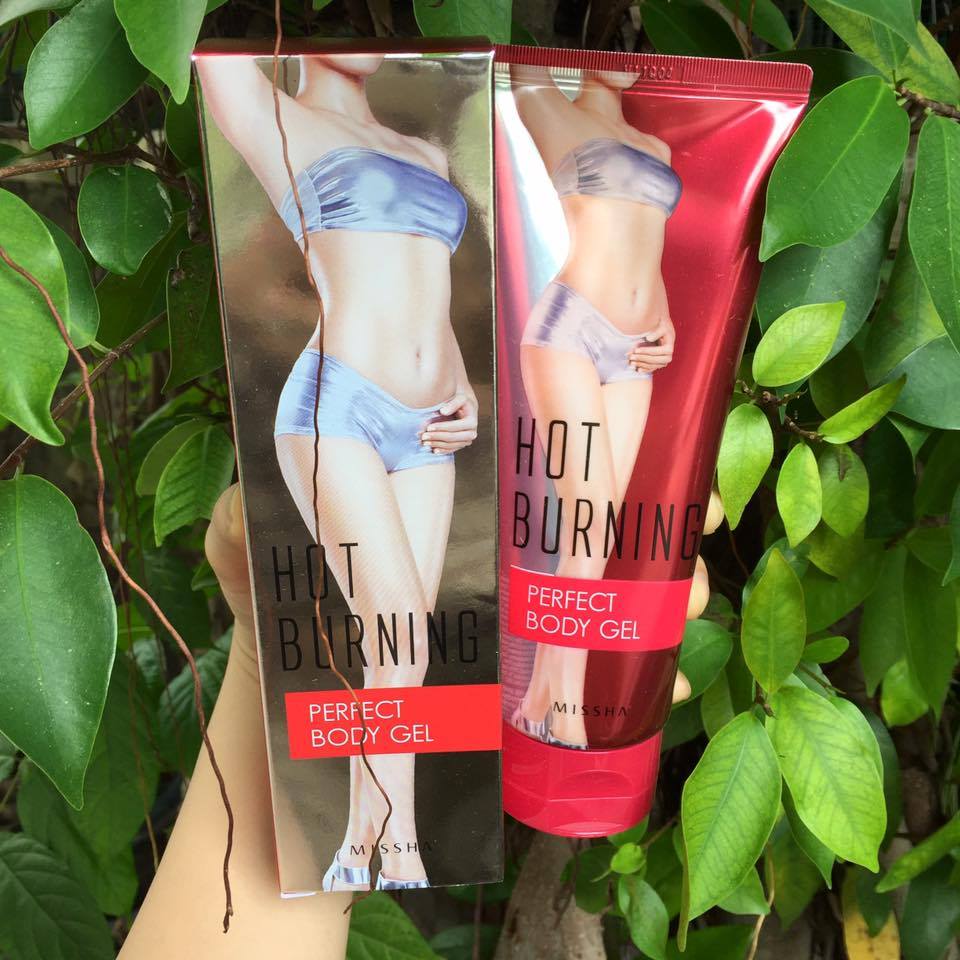 HOT
BURNING
PERFECT
BODY GEL
MISSHA
HOT
BURNING
PERFECT
BODY GEL
MISSHA